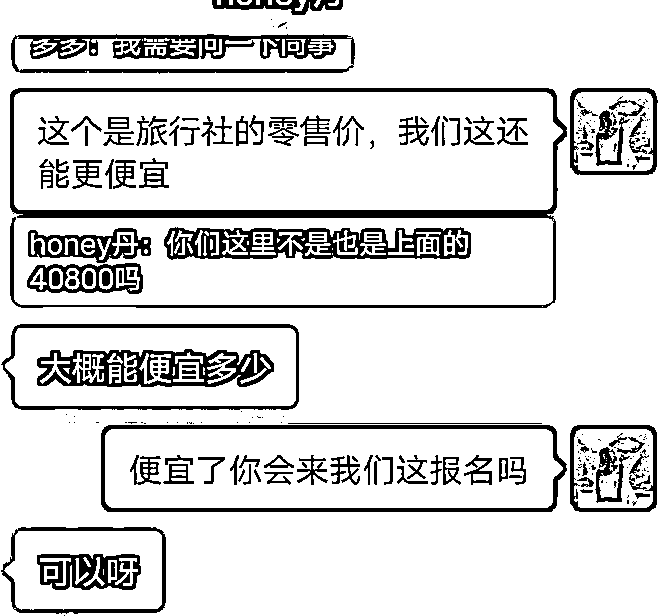 honey丹
多多：我需要问一下同事
这个是旅行社的零售价，我们这还
能更便宜
honey丹：你们这里不是也是上面的
40800吗
大概能便宜多少
便宜了你会来我们这报名吗
可以呀